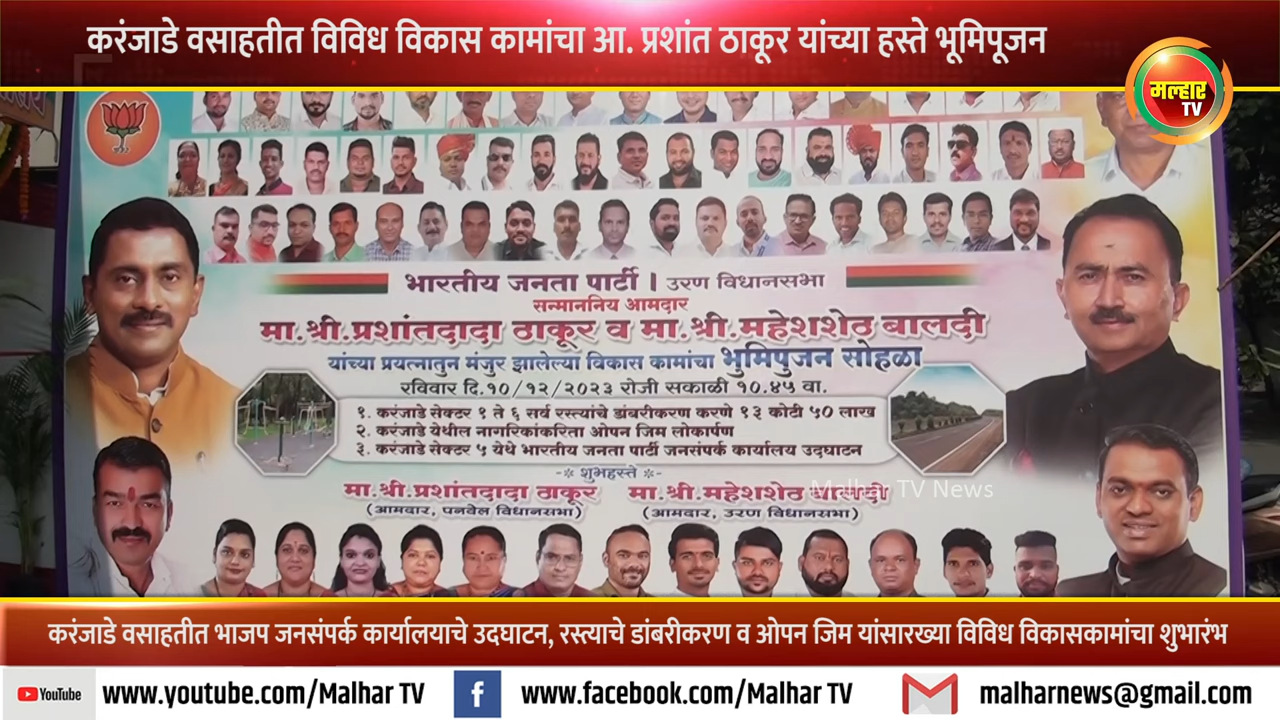 करंजाडे वसाहतीत विविध विकास कामांचा आ. प्रशांत ठाकूर यांच्या हस्ते भूमिपूजन
मल्हार
TV
भारतीय जनता पार्टी । उरण विधानसभा
सन्माननिय आमदार
मा.श्री.प्रशांतदादा ठाकूर व मा.श्री.महेशशेठ बालदी
यांच्या प्रयत्नातुन मंजुर झालेल्या विकास कामांचा भुमिपुजन सोहळा
रविवार दि.१०/१२/२०२३ रोजी सकाळी १०.४५ वा.
१. करंजाडे सेक्टर १ ते ६ सर्व रस्त्यांचे डांबरीकरण करणे १३ कोटी ५० लाख
२. करंजाडे येथील नागरिकांकरिता ओपन जिम लोकार्पण
३. करंजाडे सेक्टर ५ येथे भारतीय जनता पार्टी जनसंपर्क कार्यालय उदघाटन
-* शुभहस्ते *-
मा.श्री.प्रशांतदादा ठाकूर मा.श्री.महेशशेठ बालदी
Malhar TV News
(आमदार, पनवेल विधानसभा) (आमदार, उरण विधानसभा)
करंजाडे वसाहतीत भाजप जनसंपर्क कार्यालयाचे उदघाटन, रस्त्याचे डांबरीकरण व ओपन जिम यांसारख्या विविध विकासकामांचा शुभारंभ
YouTube www.youtube.com/Malhar TV f www.facebook.com/Malhar TV malharnews@gmail.com